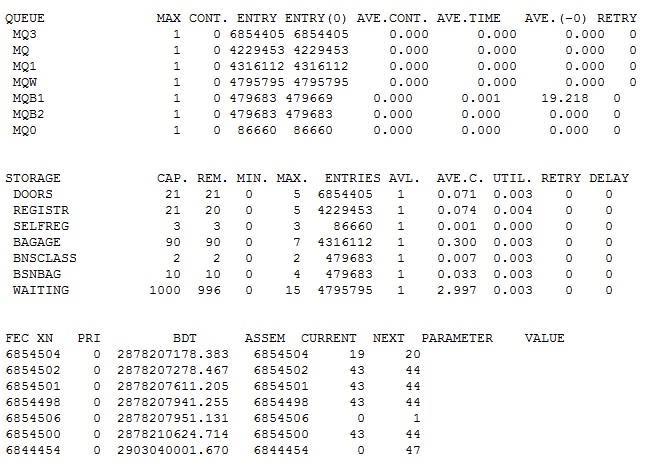 QUEUE MAX CONT. ENTRY ENTRY(0) AVE.CONT. AVE.TIME AVE.(-0) RETRY
MQ3 1 0 6854405 6854405 0.000 0.000 0.000 0
MQ 1 0 4229453 4229453 0.000 0.000 0.000 0
MQ1 1 0 4316112 4316112 0.000 0.000 0.000 0
MQW 1 0 4795795 4795795 0.000 0.000 0.000 0
MQB1 1 0 479683 479669 0.000 0.001 19.218 0
MQB2 1 0 479683 479683 0.000 0.000 0.000 0
MQ0 1 0 86660 86660 0.000 0.000 0.000 0
STORAGE CAP. REM. MIN. MAX. ENTRIES AVL. AVE.C. UTIL. RETRY DELAY
DOORS 21 21 0 5 6854405 1 0.071 0.003 0 0
REGISTR 21 20 0 5 4229453 1 0.074 0.004 0 0
SELFREG 3 3 0 3 86660 1 0.001 0.000 0 0
BAGAGE 90 90 0 7 4316112 1 0.300 0.003 0 0
BNSCLASS 2 2 0 2 479683 1 0.007 0.003 0 0
BSNBAG 10 10 0 4 479683 1 0.033 0.003 0 0
WAITING 1000 996 0 15 4795795 1 2.997 0.003 0 0
FEC XN PRI BDT ASSEM CURRENT NEXT PARAMETER VALUE
6854504 0 2878207178.383 6854504 19 20
6854502 0 2878207278.467 6854502 43 44
6854501 0 2878207611.205 6854501 43 44
6854498 0 2878207941.255 6854498 43 44
6854506 0 2878207951.131 6854506 0 1
6854500 0 2878210624.714 6854500 43 44
6844454 0 2903040001.670 6844454 0 47